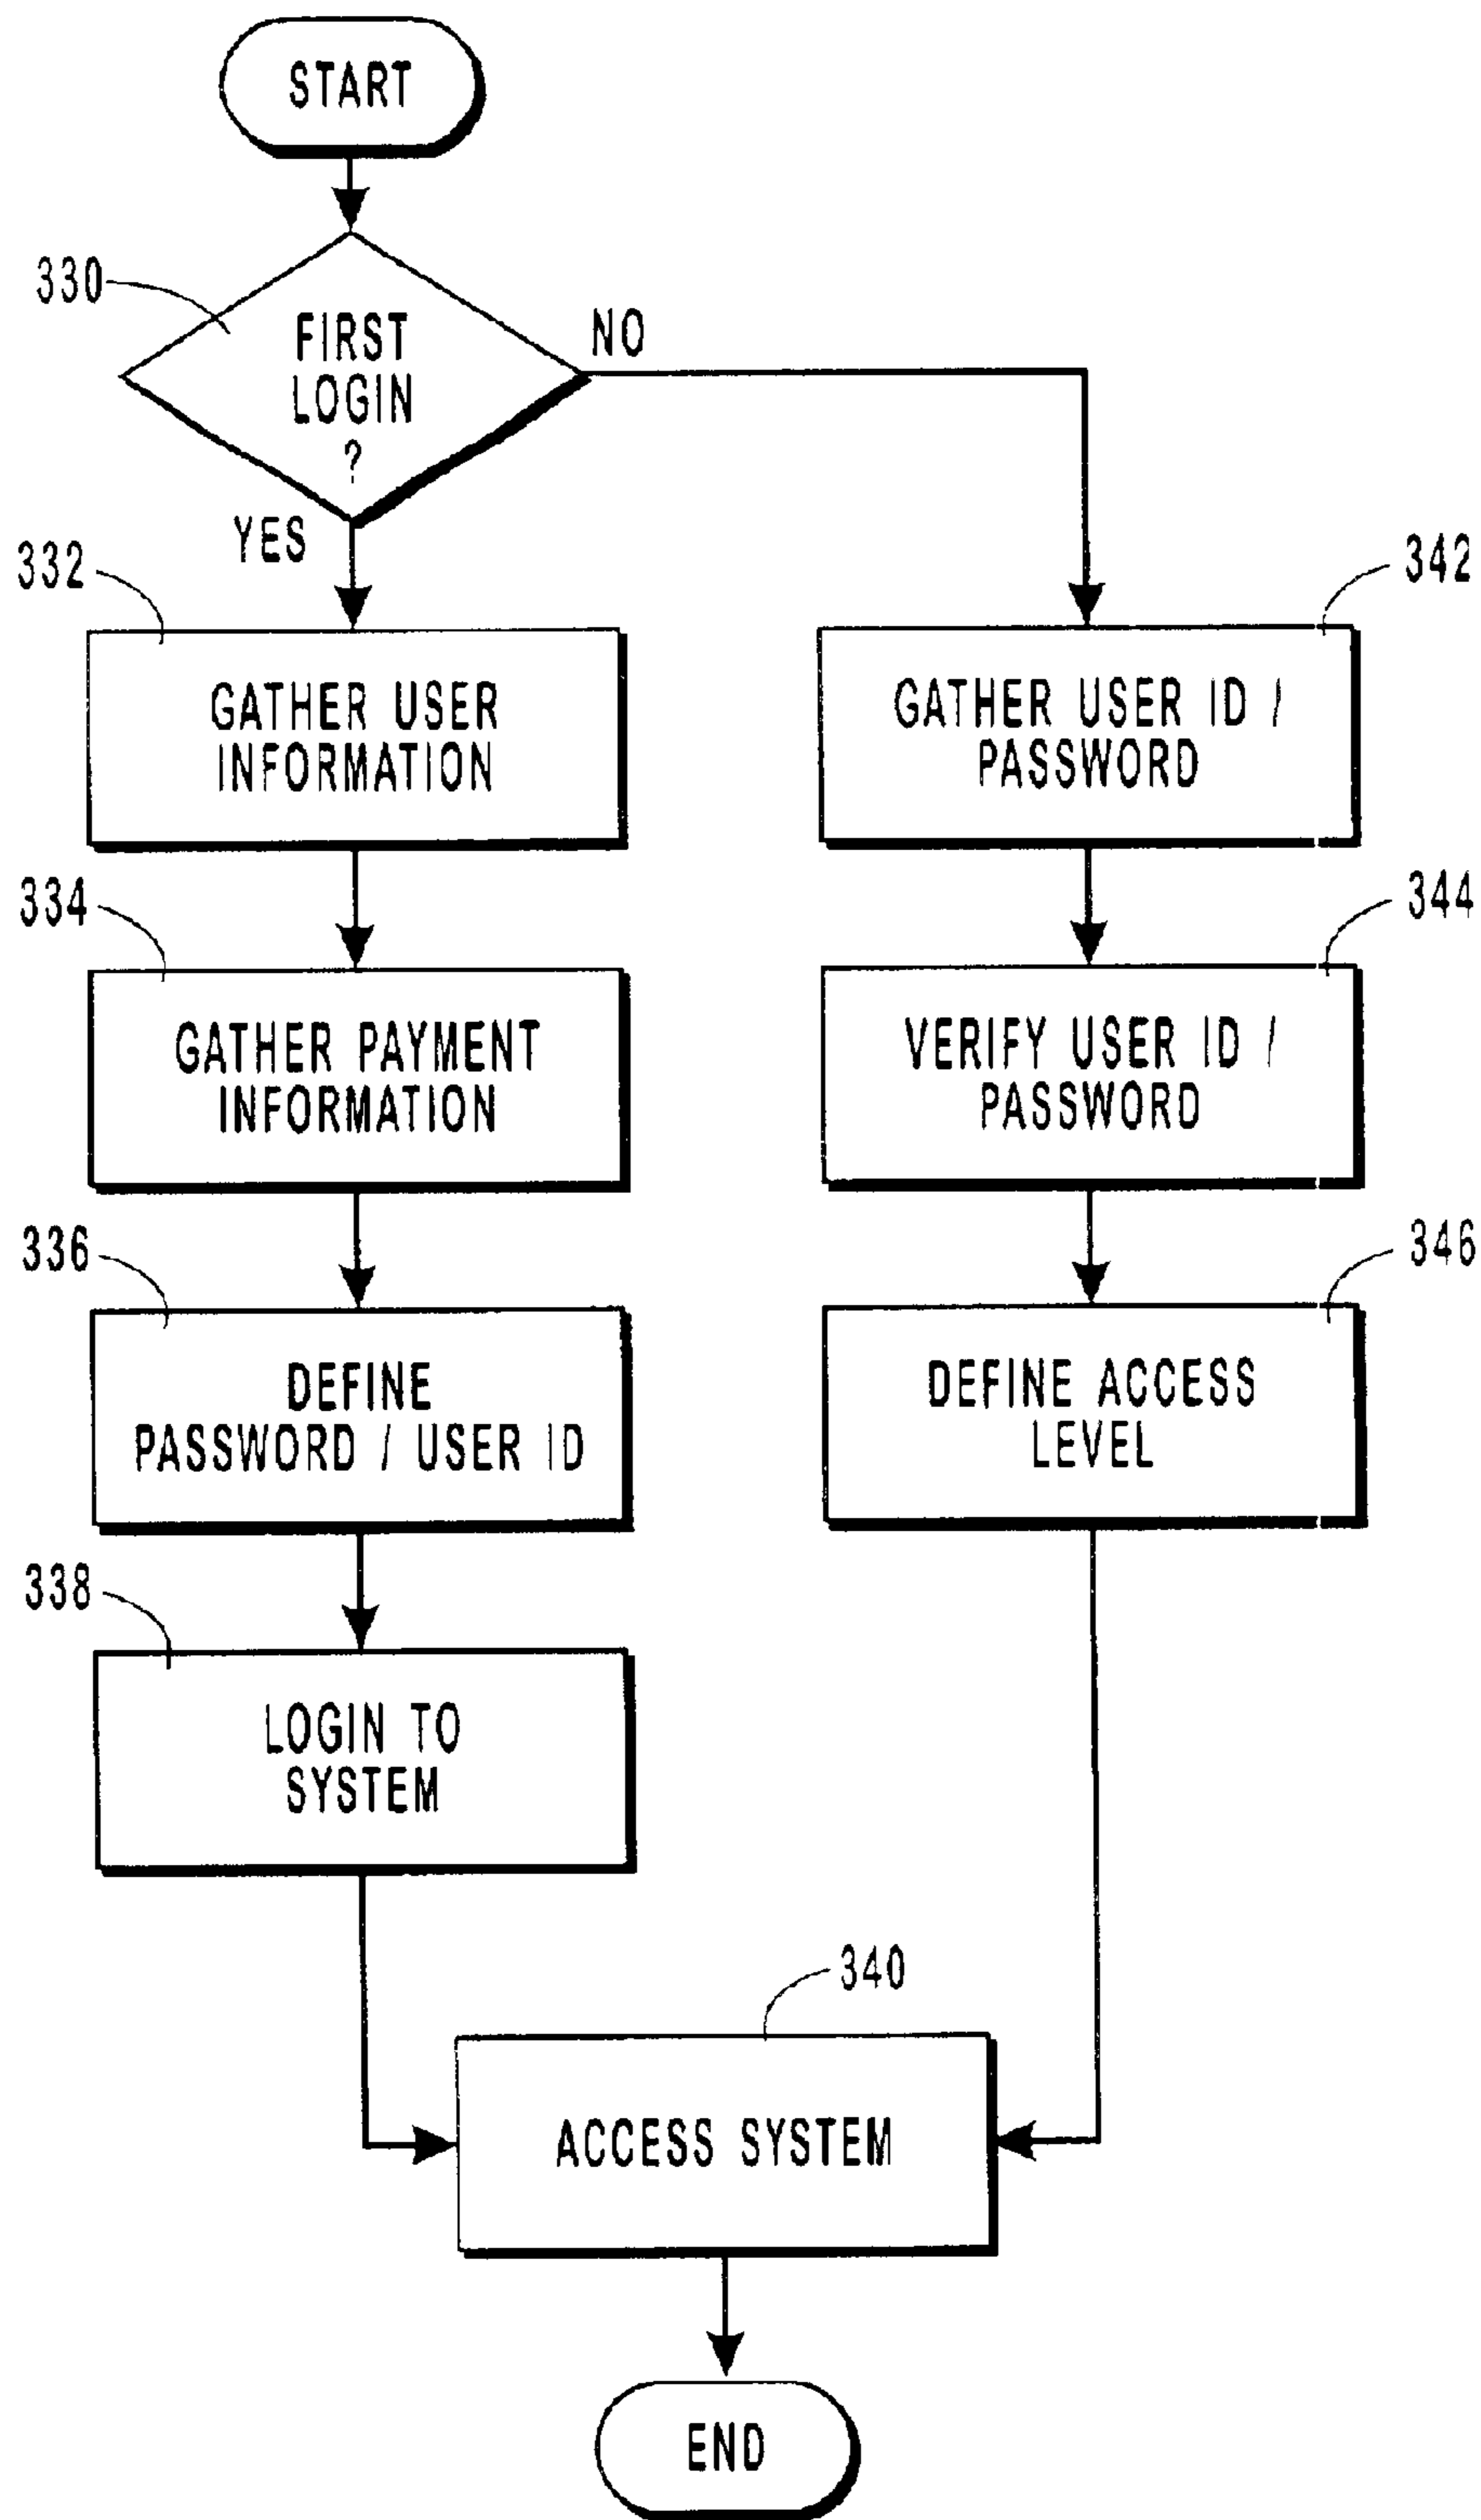 START
330
FIRST
LOGIN
?
NO
YES
332
GATHER USER
INFORMATION
342
GATHER USER ID /
PASSWORD
334
GATHER PAYMENT
INFORMATION
344
VERIFY USER ID /
PASSWORD
336
DEFINE
PASSWORD / USER ID
346
DEFINE ACCESS
LEVEL
338
LOGIN TO
SYSTEM
340
ACCESS SYSTEM
END